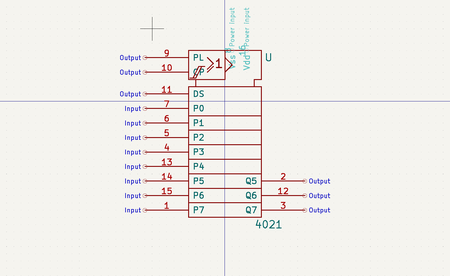 Power Input
Power Input
Vss 8
Vdd 16
Output 9 PL U
Output 10 CP 1
Output 11 DS
Input 7 P0
Input 6 P1
Input 5 P2
Input 4 P3
Input 13 P4
Input 14 P5 Q5 2 Output
Input 15 P6 Q6 12 Output
Input 1 P7 Q7 3 Output
4021